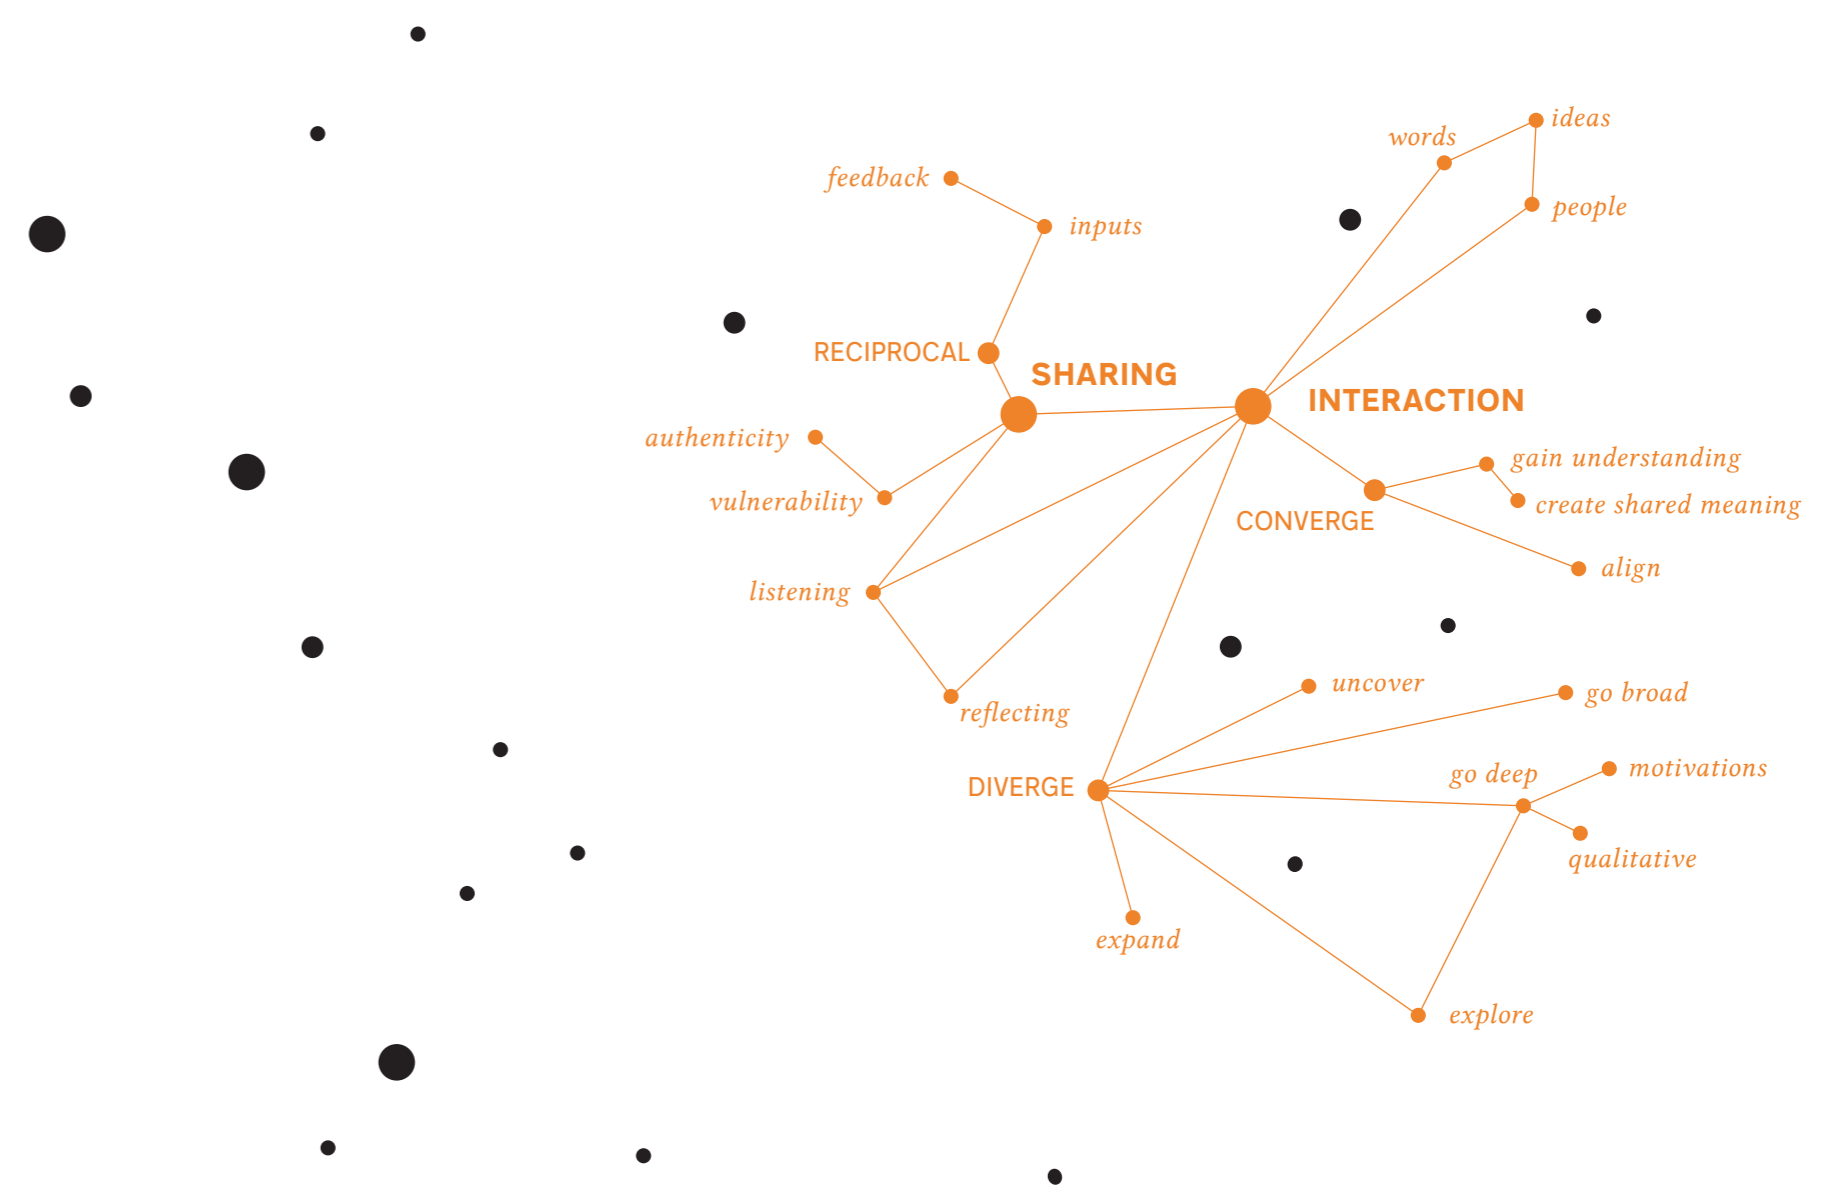 ideas
words
feedback
people
inputs
RECIPROCAL
SHARING
INTERACTION
authenticity
gain understanding
vulnerability
create shared meaning
CONVERGE
align
listening
uncover
go broad
reflecting
motivations
go deep
DIVERGE
qualitative
expand
explore